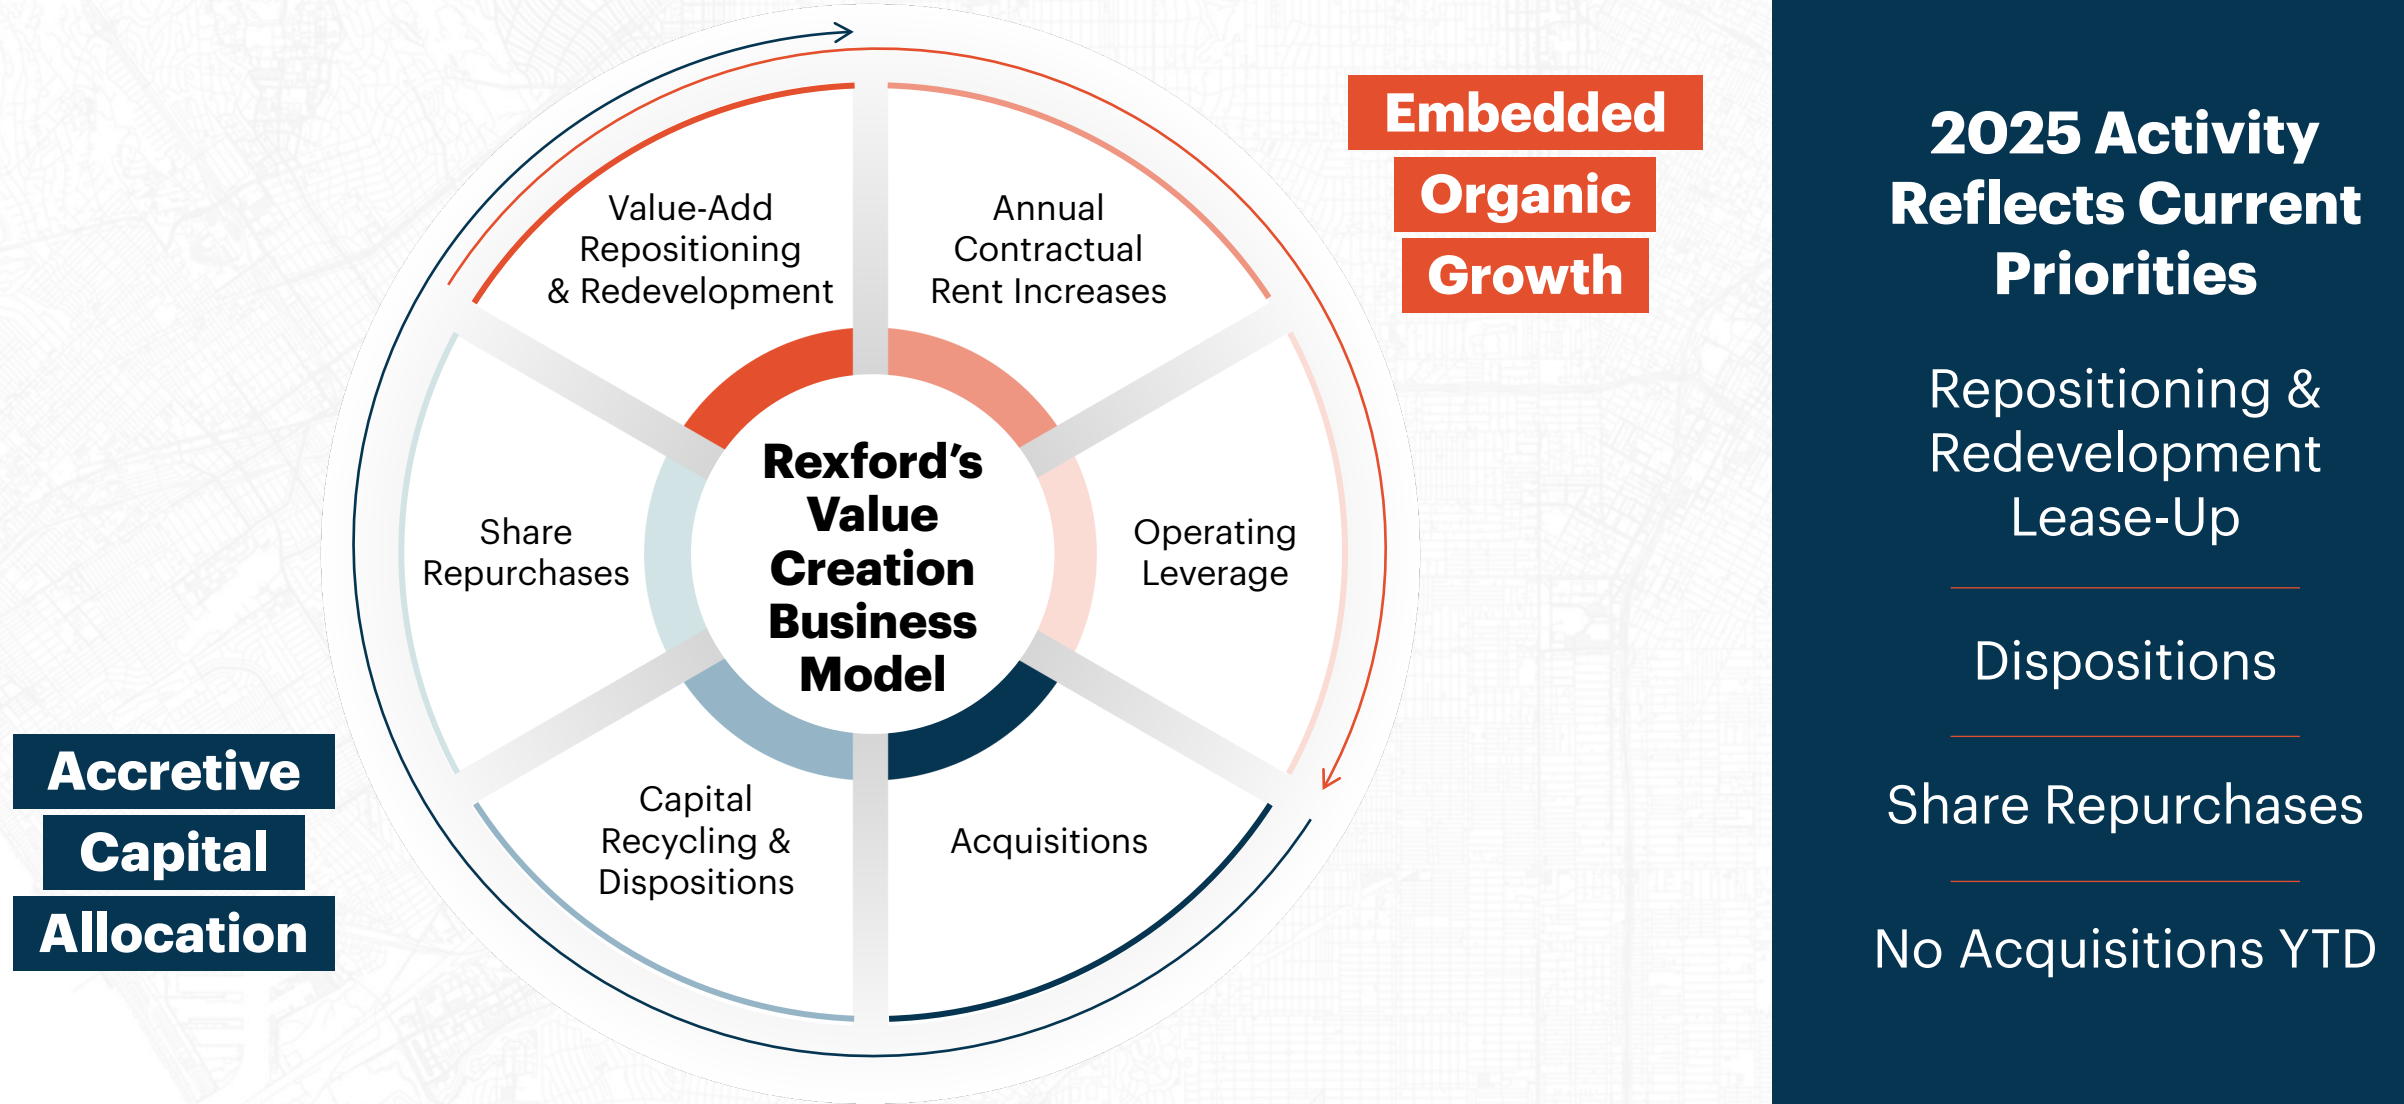 Embedded
Organic
Growth
Value-Add
Repositioning
& Redevelopment
Annual
Contractual
Rent Increases
Share
Repurchases
Rexford’s
Value
Creation
Business
Model
Operating
Leverage
Capital
Recycling &
Dispositions
Acquisitions
Accretive
Capital
Allocation
2025 Activity
Reflects Current
Priorities
Repositioning &
Redevelopment
Lease-Up
Dispositions
Share Repurchases
No Acquisitions YTD